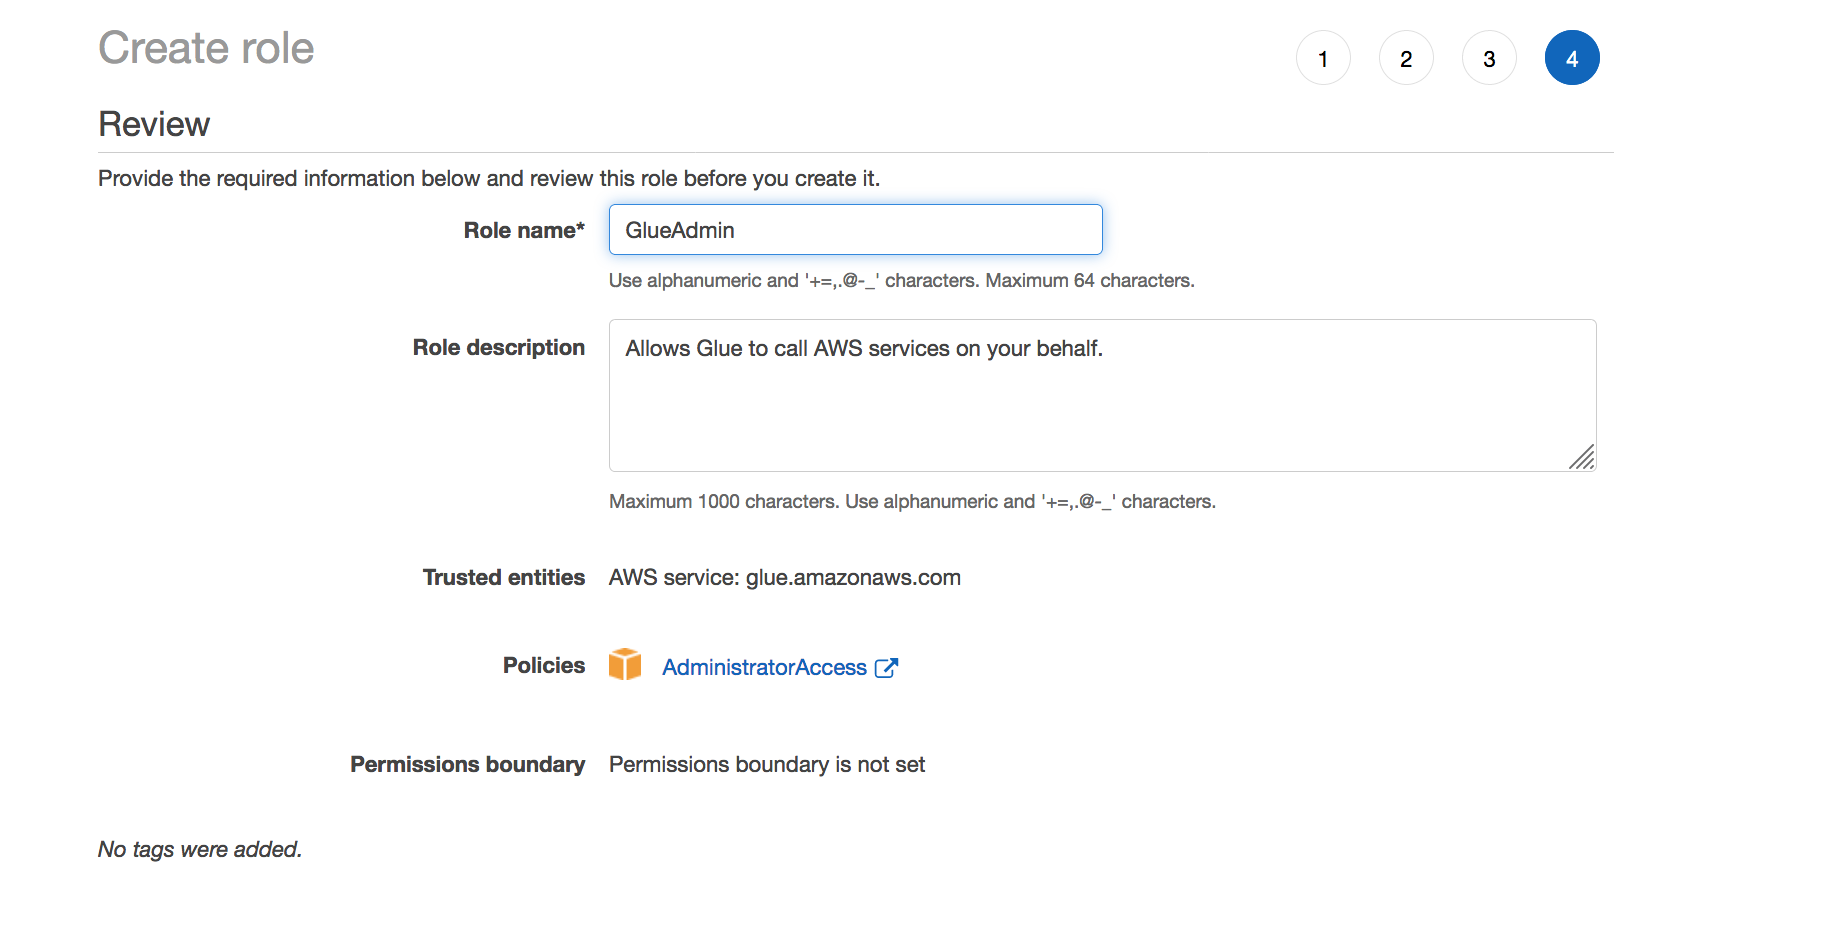 Create role
1 2 3 4
Review
Provide the required information below and review this role before you create it.
Role name* GlueAdmin
Use alphanumeric and '+=,.@-_' characters. Maximum 64 characters.
Role description Allows Glue to call AWS services on your behalf.
Maximum 1000 characters. Use alphanumeric and '+=,.@-_' characters.
Trusted entities AWS service: glue.amazonaws.com
Policies AdministratorAccess
Permissions boundary Permissions boundary is not set
No tags were added.